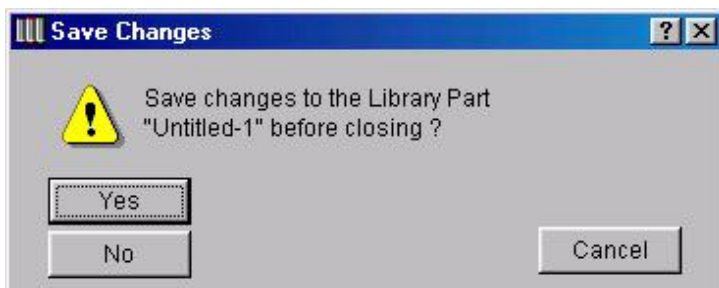 Save Changes
? X
Save changes to the Library Part
"Untitled-1" before closing ?
Yes
No
Cancel